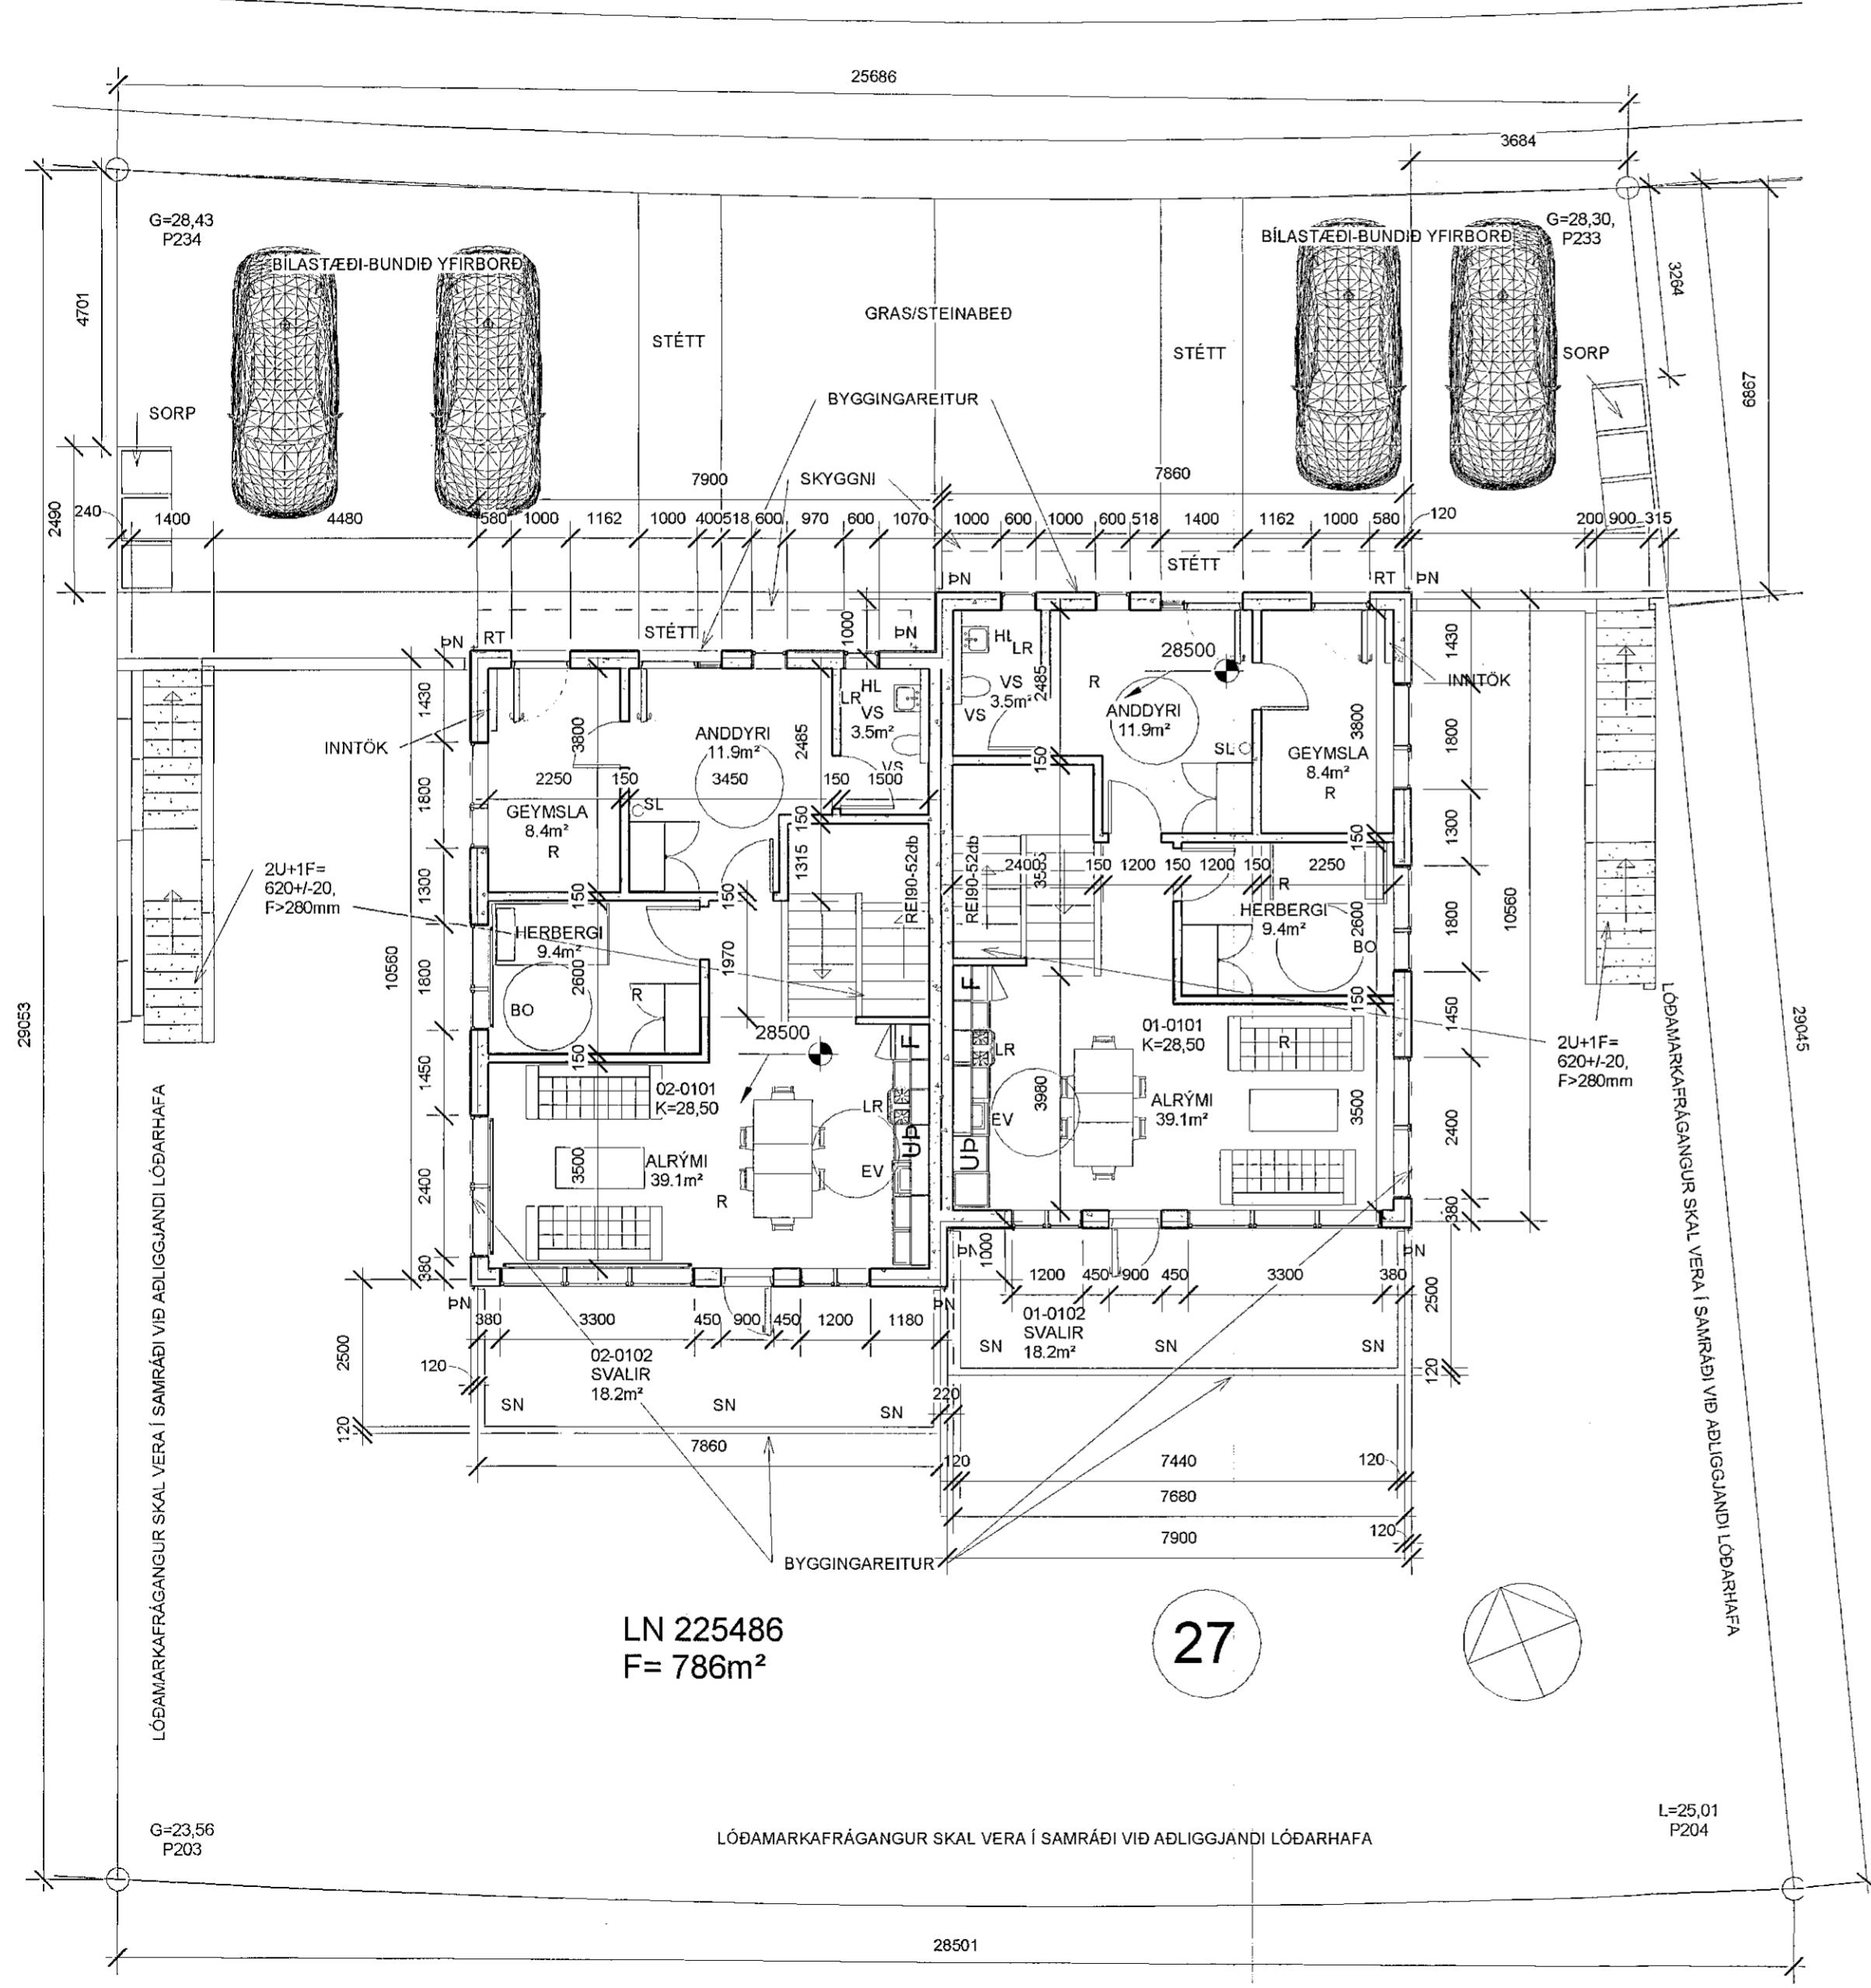 25686
3684
G=28,43
P234
G=28,30,
P233
BÍLASTÆÐI-BUNDIÐ YFIRBORÐ
BÍLASTÆÐI-BUNDIÐ YFIRBORÐ
4701
3264
6867
STÉTT
GRAS/STEINABEÐ
STÉTT
SORP
SORP
BYGGINGAREITUR
SKYGGNI
7900
7860
2490
240
1400
4480
580 1000 1162 1000 400 518 600 970 600 1070
1000 600 1000 600 518 1400 1162 1000 580
120
200 900 315
STÉTT
ÞN
RT
ÞN
ÞN
RT
STÉTT
1000
ÞN
HL
LR
VS
3.5m²
VS
2485
28500
R
ANDDYRI
11.9m²
SL
3800
GEYMSLA
8.4m²
R
INNTÖK
1430
1800
1300
1800
1450
2400
380
10560
INNTÖK
1430
1800
1300
1800
1450
2400
380
10560
3800
ANDDYRI
11.9m²
2485
HL
LR
VS
3.5m²
VS
2250
150
3450
150
1500
GEYMSLA
8.4m²
R
SL
150
1315
150
150
REI90-52db
REI90-52db
150
2400
150
1200
150
1200
150
2250
150
R
HERBERGI
9.4m²
2600
BO
150
2U+1F=
620+/-20,
F>280mm
HERBERGI
9.4m²
2600
BO
R
1970
150
28500
2U+1F=
620+/-20,
F>280mm
02-0101
K=28,50
ALRÝMI
39.1m²
3500
R
F
LR
UÞ
EV
F
LR
UÞ
EV
3980
01-0101
K=28,50
R
ALRÝMI
39.1m²
3500
29053
29045
ÞN
ÞN
380 3300 450 900 450 1200 1180
ÞN
1000
1200 450 900 450 3300 380
ÞN
2500
120
120
02-0102
SVALIR
18.2m²
SN
SN
SN
01-0102
SVALIR
18.2m²
SN
SN
SN
2500
120
220
7860
120
7440
120
7680
7900
120
BYGGINGAREITUR
LN 225486
F= 786m²
27
LÓÐAMARKAFRÁGANGUR SKAL VERA Í SAMRÁÐI VIÐ AÐLIGGJANDI LÓÐARHAFA
LÓÐAMARKAFRÁGANGUR SKAL VERA Í SAMRÁÐI VIÐ AÐLIGGJANDI LÓÐARHAFA
G=23,56
P203
LÓÐAMARKAFRÁGANGUR SKAL VERA Í SAMRÁÐI VIÐ AÐLIGGJANDI LÓÐARHAFA
L=25,01
P204
28501